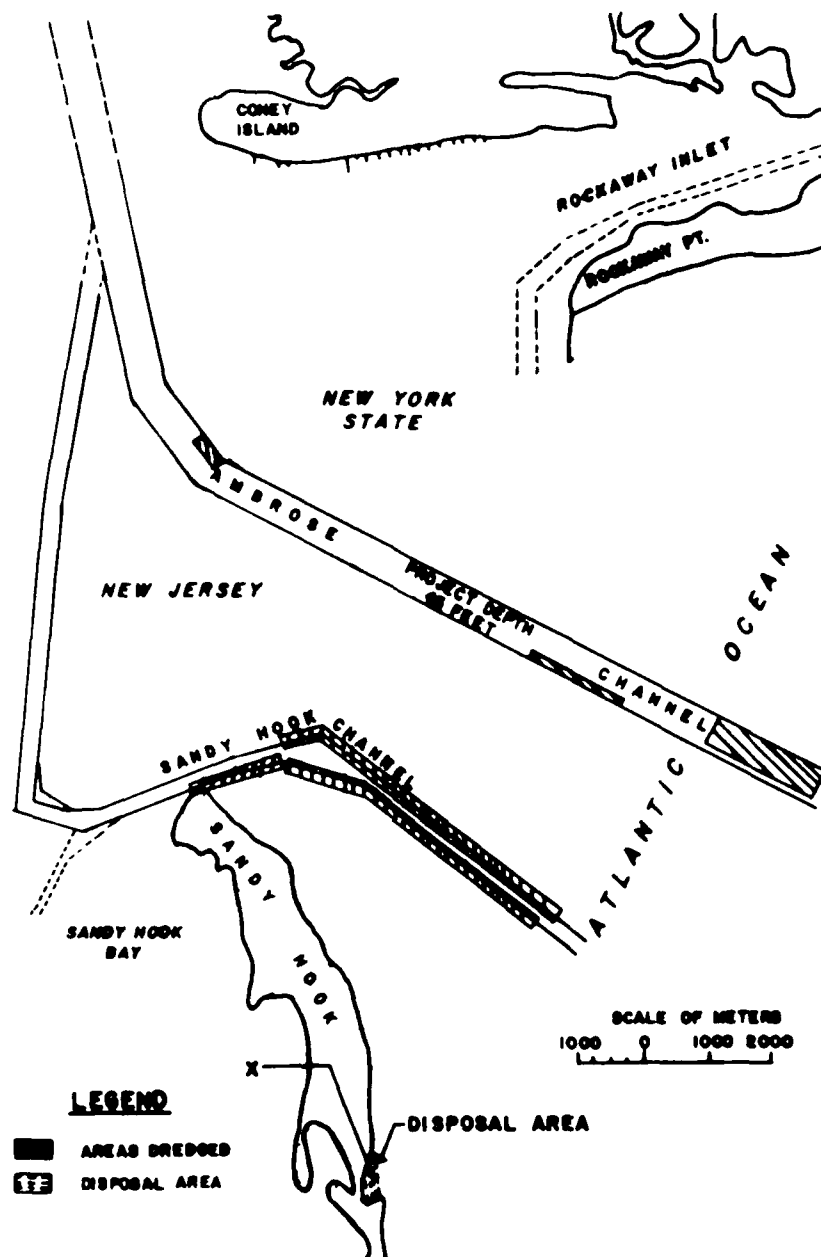 CONEY
ISLAND
ROCKAWAY INLET
ROCKAWAY PT.
NEW YORK
STATE
AMBROSE
PROJECT DEPTH
FEET
CHANNEL
NEW JERSEY
OCEAN
ATLANTIC
SANDY HOOK CHANNEL
SANDY HOOK
SANDY HOOK
BAY
SCALE OF METERS
1000 0 1000 2000
X
DISPOSAL AREA
LEGEND
AREAS DREDGED
DISPOSAL AREA